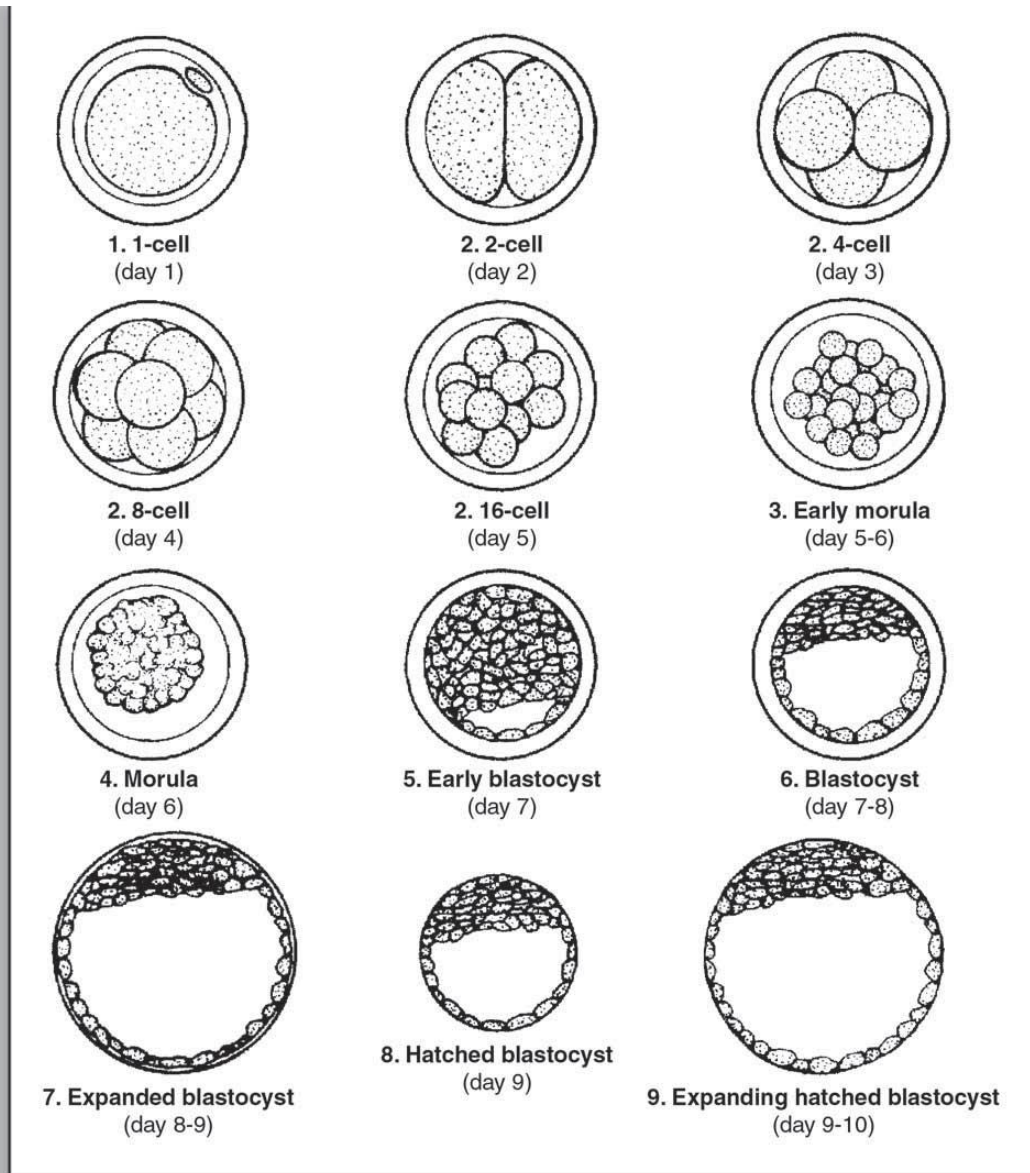 1. 1-cell
(day 1)
2. 2-cell
(day 2)
2. 4-cell
(day 3)
2. 8-cell
(day 4)
2. 16-cell
(day 5)
3. Early morula
(day 5-6)
4. Morula
(day 6)
5. Early blastocyst
(day 7)
6. Blastocyst
(day 7-8)
7. Expanded blastocyst
(day 8-9)
8. Hatched blastocyst
(day 9)
9. Expanding hatched blastocyst
(day 9-10)